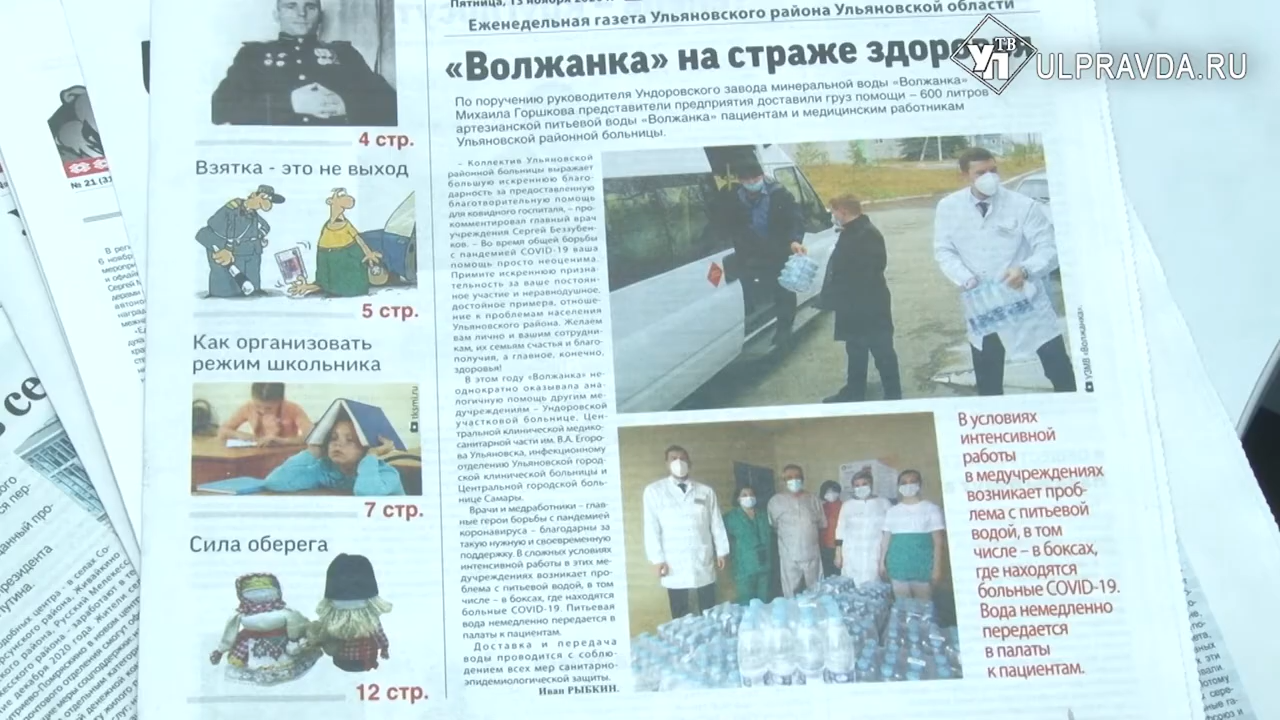 Еженедельная газета Ульяновского района Ульяновской области
УП ТВ
ULPRAVDA.RU
4 стр.
Взятка - это не выход
5 стр.
Как организовать
режим школьника
tksmi.ru
7 стр.
Сила оберега
12 стр.
«Волжанка» на страже
По поручению руководителя Ундоровского завода минеральной воды «Волжанка»
Михаила Горшкова представители предприятия доставили груз помощи – 600 литров
артезианской питьевой воды «Волжанка» пациентам и медицинским работникам
Ульяновской районной больницы.
– Коллектив Ульяновской
районной больницы выражает
большую искреннюю благо-
дарность за предоставленную
благотворительную помощь
для ковидного госпиталя, – про-
комментировал главный врач
учреждения Сергей Беззубен-
ков. – Во время общей борьбы
с пандемией COVID-19 ваша
помощь просто неоценима.
Примите искреннюю призна-
тельность за ваше постоян-
ное участие и неравнодушное,
достойное примера, отноше-
ние к проблемам населения
Ульяновского района. Желаем
вам лично и вашим сотрудни-
кам, их семьям счастья и благо-
получия, а главное, конечно,
здоровья!
В этом году «Волжанка» не-
однократно оказывала ана-
логичную помощь другим ме-
дучреждениям – Ундоровской
участковой больнице, Цен-
тральной клинической медико-
санитарной части им. В.А. Егоро-
ва Ульяновска, инфекционному
отделению Ульяновской город-
ской клинической больницы и
Центральной городской боль-
нице Самары.
Врачи и медработники – глав-
ные герои борьбы с пандемией
коронавируса – благодарны за
такую нужную и своевременную
поддержку. В сложных условиях
интенсивной работы в этих ме-
дучреждениях возникает про-
блема с питьевой водой, в том
числе – в боксах, где находятся
больные COVID-19. Питьевая
вода немедленно передается в
палаты к пациентам.
Доставка и передача
воды проводится с соблю-
дением всех мер санитарно-
эпидемиологической защиты.
Иван РЫБКИН.
УЗМВ «Волжанка»
В условиях
интенсивной
работы
в медучреждениях
возникает проб-
лема с питьевой
водой, в том
числе – в боксах,
где находятся
больные COVID-19.
Вода немедленно
передается
в палаты
к пациентам.